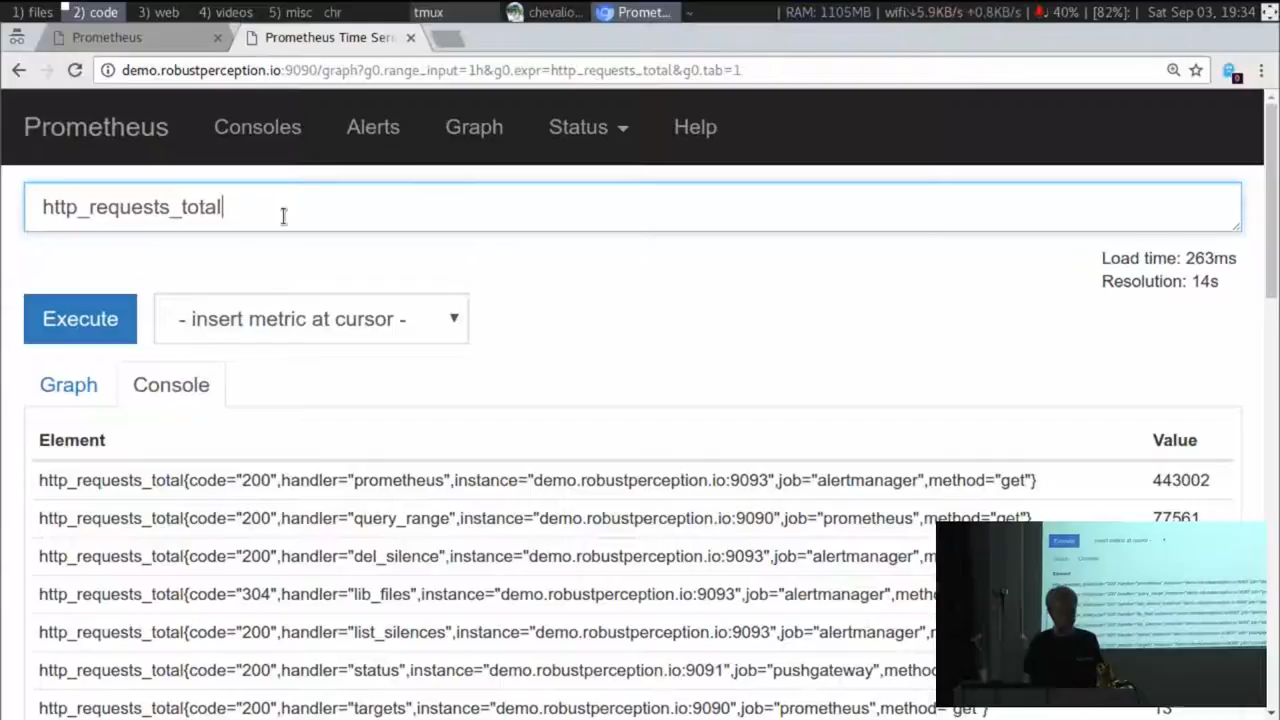 1) files 2) code 3) web 4) videos 5) misc chr tmux chevalio... Promet... RAM: 1105MB wifi: 5.9KB/s 0.8KB/s 40% [82%]: Sat Sep 03, 19:34
Prometheus × Prometheus Time Seri ×
demo.robustperception.io:9090/graph?g0.range_input=1h&g0.expr=http_requests_total&g0.tab=1
Prometheus Consoles Alerts Graph Status Help
http_requests_total
Load time: 263ms
Resolution: 14s
Execute - insert metric at cursor -
Graph Console
Element Value
http_requests_total{code="200",handler="prometheus",instance="demo.robustperception.io:9093",job="alertmanager",method="get"} 443002
http_requests_total{code="200",handler="query_range",instance="demo.robustperception.io:9090",job="prometheus",method="get"} 77561
http_requests_total{code="200",handler="del_silence",instance="demo.robustperception.io:9093",job="alertmanager",m
http_requests_total{code="304",handler="lib_files",instance="demo.robustperception.io:9093",job="alertmanager",metho
http_requests_total{code="200",handler="list_silences",instance="demo.robustperception.io:9093",job="alertmanager",m
http_requests_total{code="200",handler="status",instance="demo.robustperception.io:9091",job="pushgateway",method
http_requests_total{code="200",handler="targets",instance="demo.robustperception.io:9090",job="prometheus",method="get"} 13